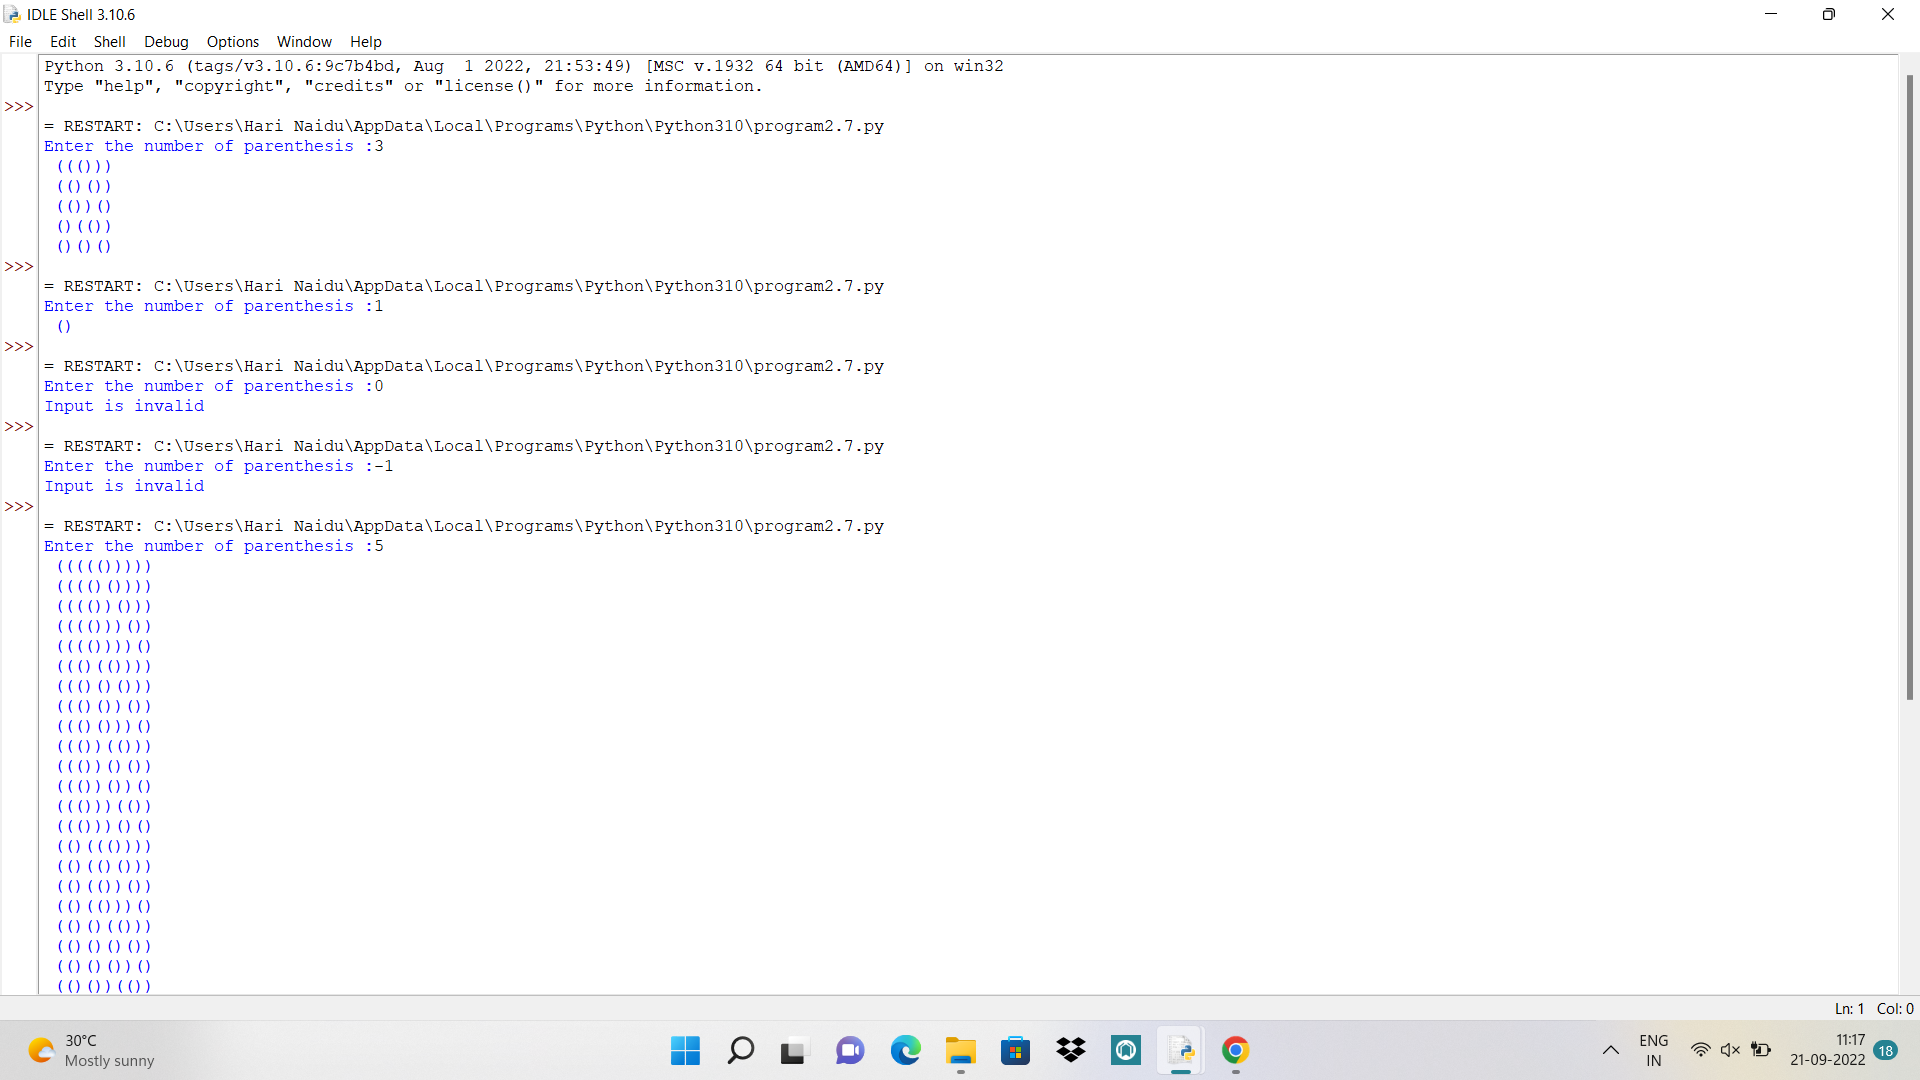 IDLE Shell 3.10.6
File Edit Shell Debug Options Window Help
Python 3.10.6 (tags/v3.10.6:9c7b4bd, Aug  1 2022, 21:53:49) [MSC v.1932 64 bit (AMD64)] on win32
Type "help", "copyright", "credits" or "license()" for more information.
>>>
= RESTART: C:\Users\Hari Naidu\AppData\Local\Programs\Python\Python310\program2.7.py
Enter the number of parenthesis :3
((()))
(()())
(())()
()(())
()()()
>>>
= RESTART: C:\Users\Hari Naidu\AppData\Local\Programs\Python\Python310\program2.7.py
Enter the number of parenthesis :1
()
>>>
= RESTART: C:\Users\Hari Naidu\AppData\Local\Programs\Python\Python310\program2.7.py
Enter the number of parenthesis :0
Input is invalid
>>>
= RESTART: C:\Users\Hari Naidu\AppData\Local\Programs\Python\Python310\program2.7.py
Enter the number of parenthesis :-1
Input is invalid
>>>
= RESTART: C:\Users\Hari Naidu\AppData\Local\Programs\Python\Python310\program2.7.py
Enter the number of parenthesis :5
((((()))))
(((()())))
(((())()))
(((()))())
(((())))()
((()(())))
((()()()))
((()())())
((()()))()
((())(()))
((())()())
((())())()
((()))(())
((()))()()
(()((())))
(()(()()))
(()(())())
(()(()))()
(()()(()))
(()()()())
(()()())()
(()())(())
Ln: 1 Col: 0
30°C
Mostly sunny
ENG
IN
11:17
21-09-2022
18